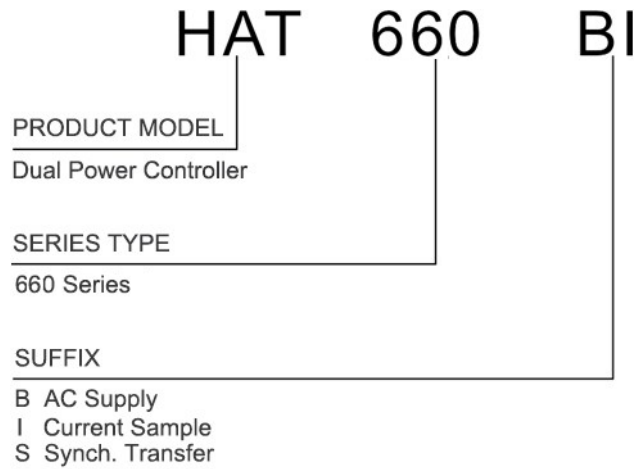 HAT 660 BI
PRODUCT MODEL
Dual Power Controller
SERIES TYPE
660 Series
SUFFIX
B AC Supply
I Current Sample
S Synch. Transfer